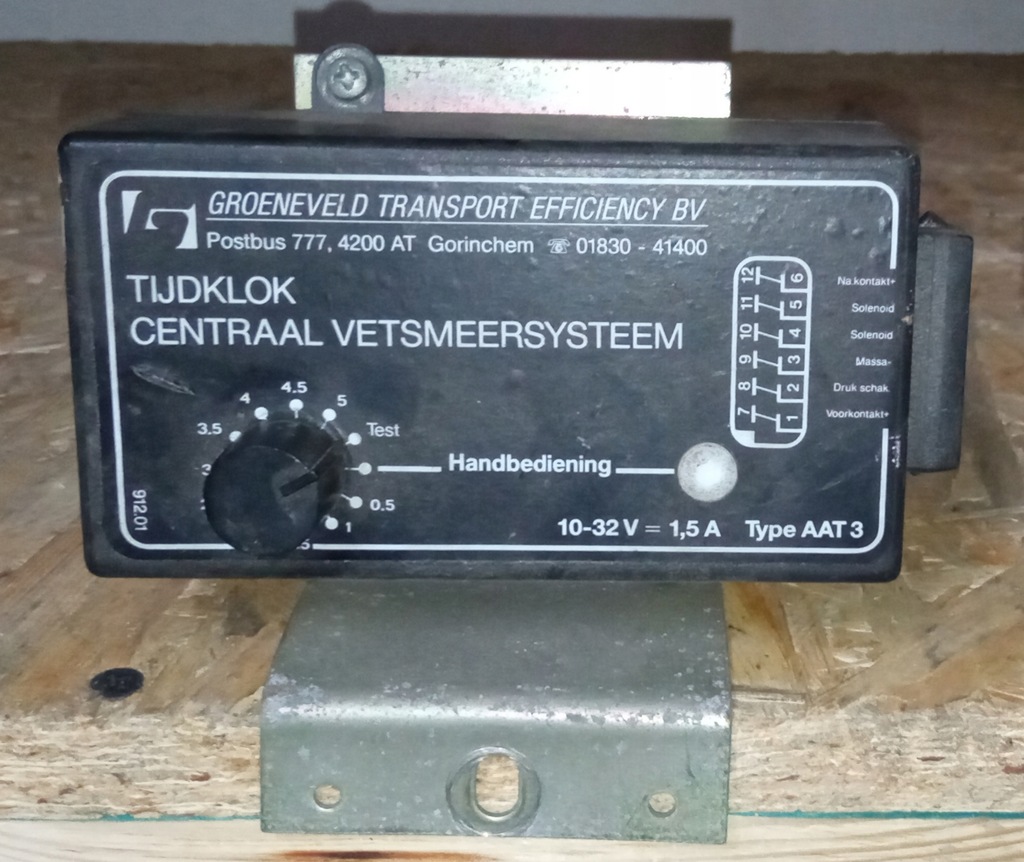 GROENEVELD TRANSPORT EFFICIENCY BV
Postbus 777, 4200 AT Gorinchem ☏ 01830 - 41400
TIJDKLOK
CENTRAAL VETSMEERSYSTEEM
12 6 Na.kontakt+
11 5 Solenoid
10 4 Solenoid
9 3 Massa-
8 2 Druk schak.
7 1 Voorkontakt+
4.5
4 5
3.5 Test
Handbediening
0.5
1
912.01
10-32 V = 1,5 A Type AAT 3